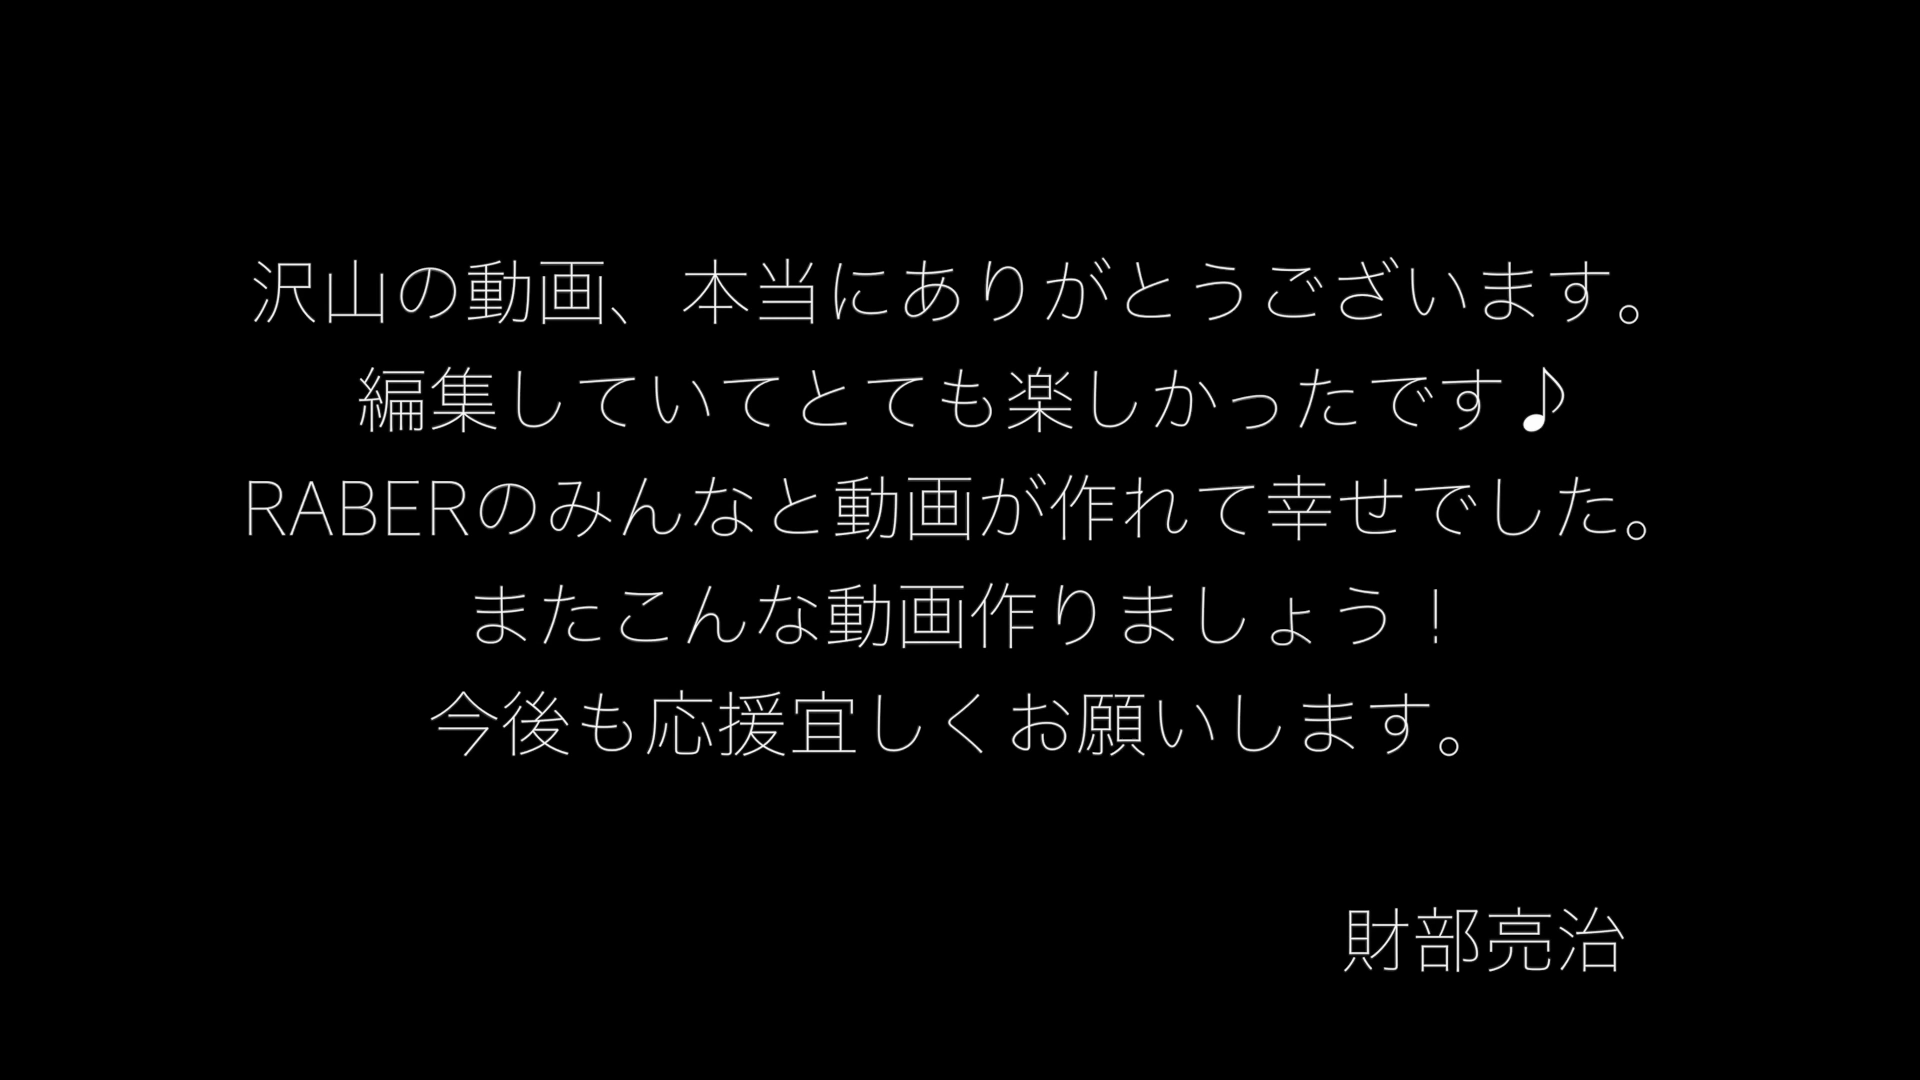 沢山の動画、本当にありがとうございます。
編集していてとても楽しかったです♪
RABERのみんなと動画が作れて幸せでした。
またこんな動画作りましょう！
今後も応援宜しくお願いします。
財部亮治